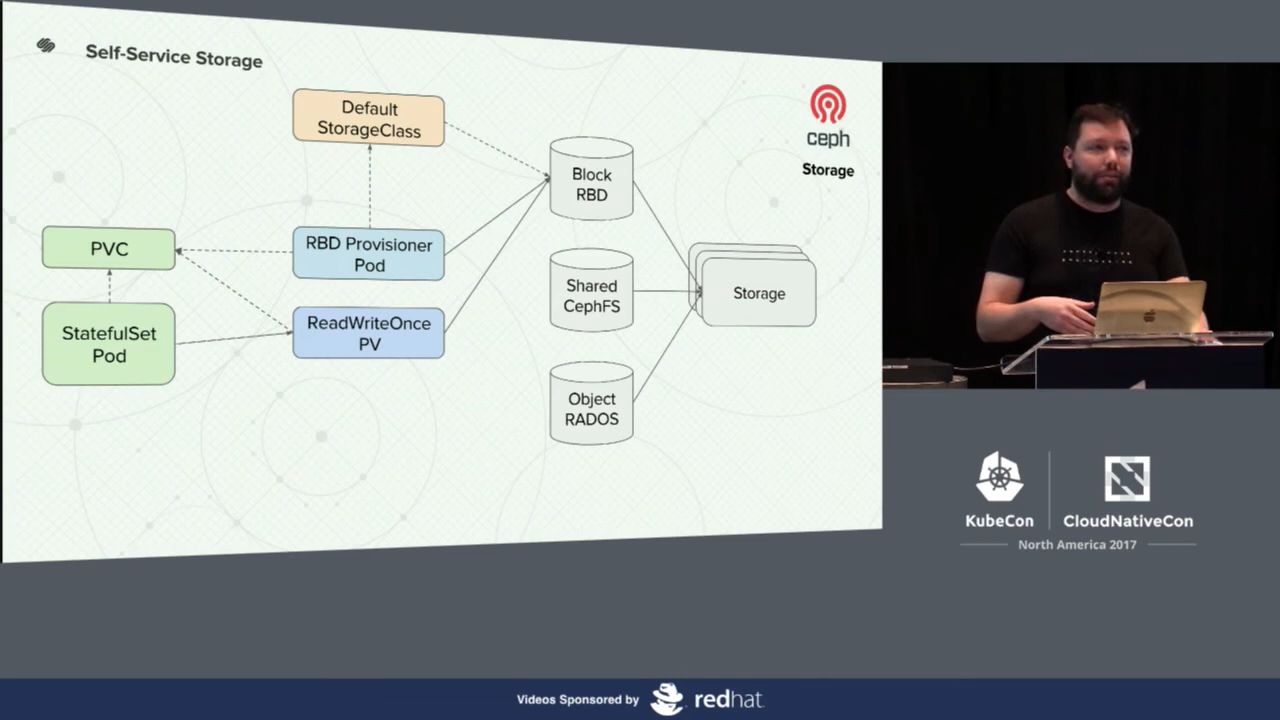 Self-Service Storage
Default
StorageClass
ceph
Storage
Block
RBD
PVC
RBD Provisioner
Pod
Shared
CephFS
Storage
StatefulSet
Pod
ReadWriteOnce
PV
Object
RADOS
KubeCon
CloudNativeCon
North America 2017
Videos Sponsored by
redhat